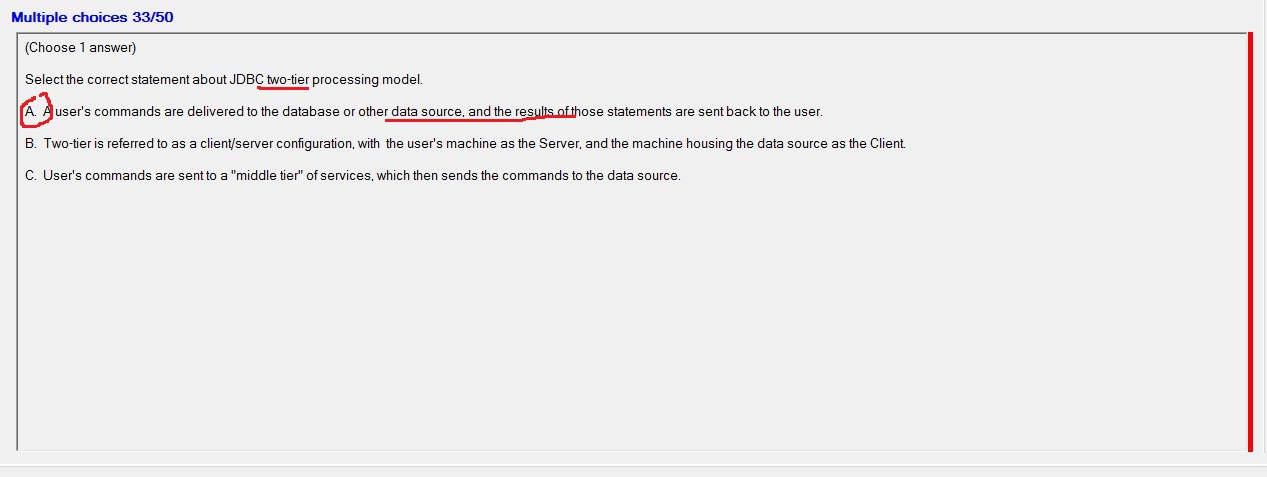 Multiple choices 33/50
(Choose 1 answer)
Select the correct statement about JDBC two-tier processing model.
A. A user's commands are delivered to the database or other data source, and the results of those statements are sent back to the user.
B. Two-tier is referred to as a client/server configuration, with the user's machine as the Server, and the machine housing the data source as the Client.
C. User's commands are sent to a "middle tier" of services, which then sends the commands to the data source.